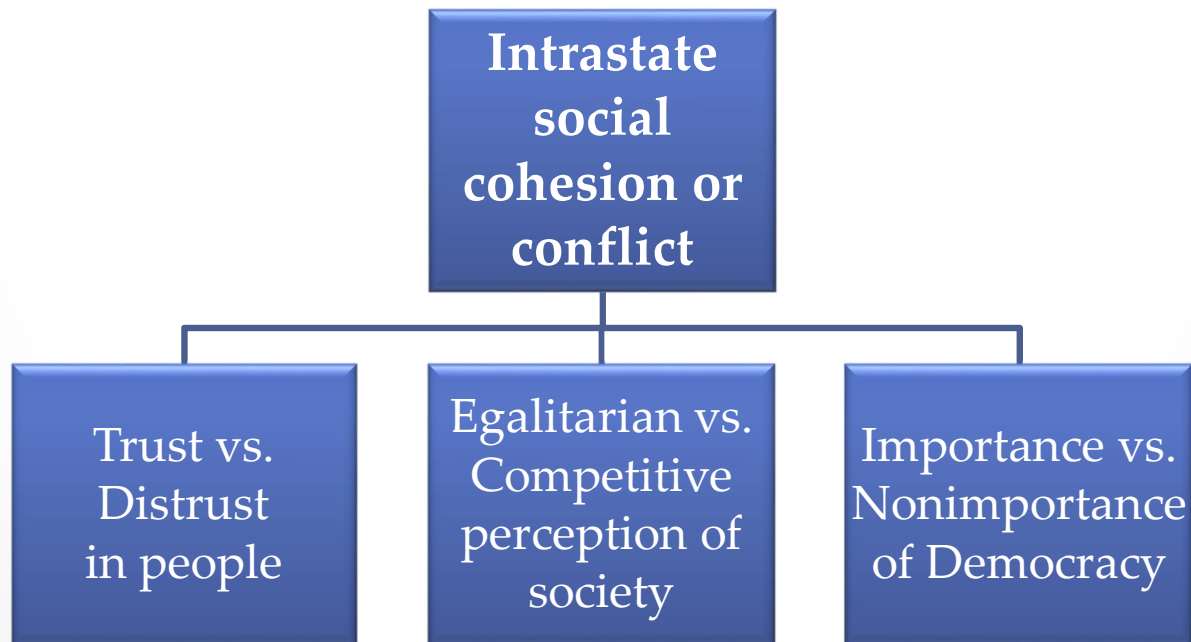 Intrastate
social
cohesion or
conflict
Trust vs.
Distrust
in people
Egalitarian vs.
Competitive
perception of
society
Importance vs.
Nonimportance
of Democracy